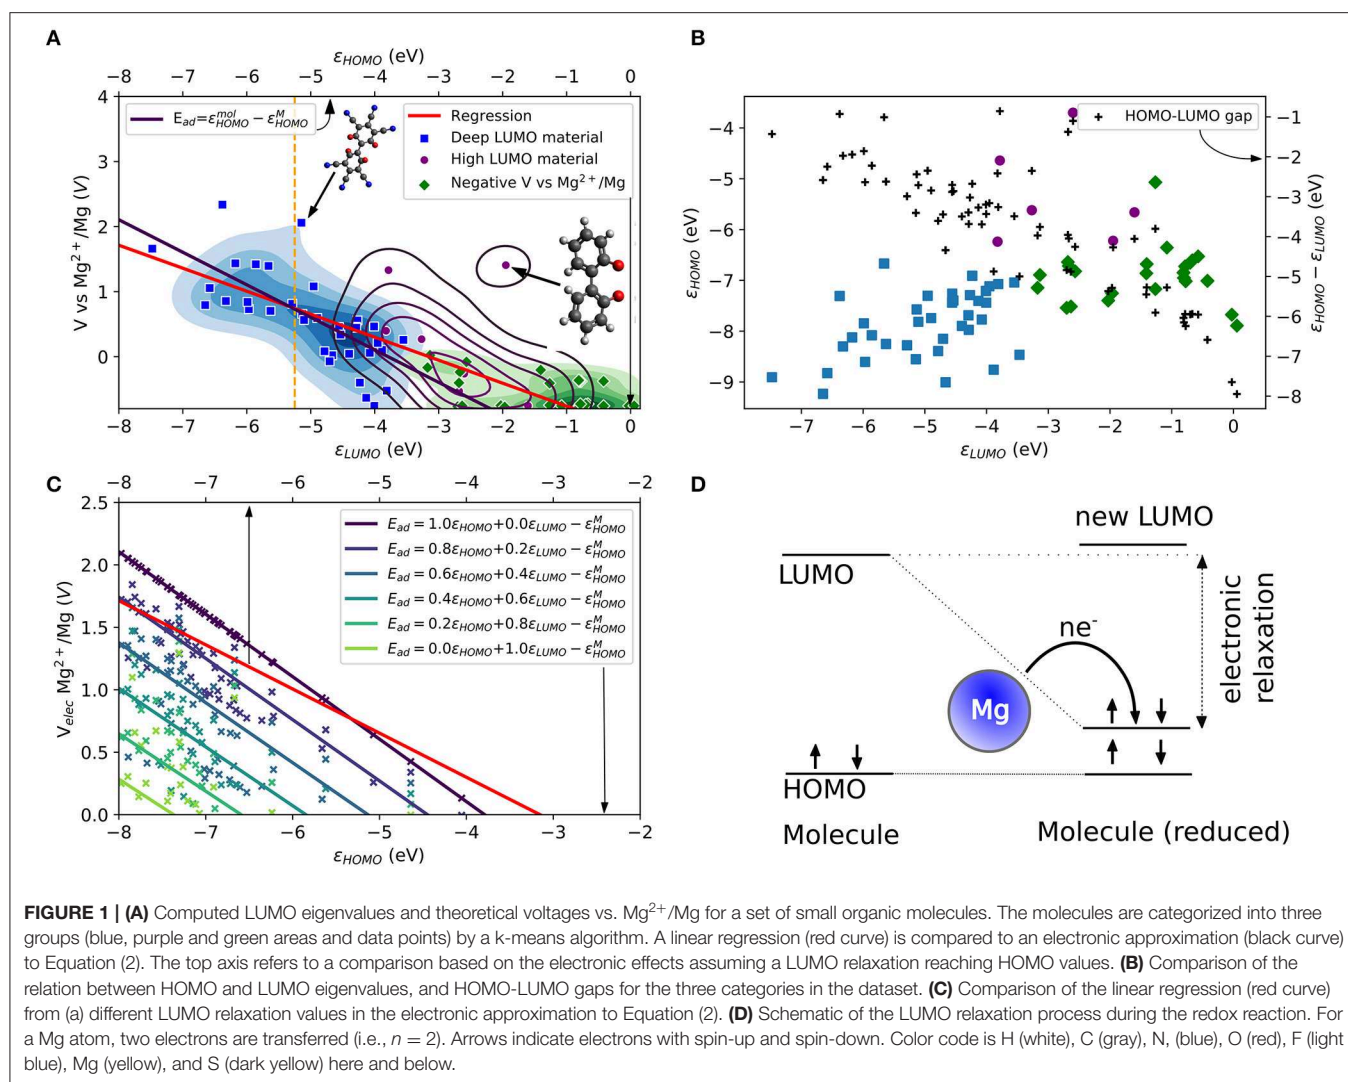 A
ε_HOMO (eV)
−8 −7 −6 −5 −4 −3 −2 −1 0
4
3
2
1
0
V vs Mg²⁺/Mg (V)
E_ad=ε^mol_HOMO − ε^M_HOMO
Regression
Deep LUMO material
High LUMO material
Negative V vs Mg²⁺/Mg
−8 −7 −6 −5 −4 −3 −2 −1 0
ε_LUMO (eV)
B
HOMO-LUMO gap
−4
−5
−6
−7
−8
−9
ε_HOMO (eV)
−1
−2
−3
−4
−5
−6
−7
−8
ε_HOMO − ε_LUMO (eV)
−7 −6 −5 −4 −3 −2 −1 0
ε_LUMO (eV)
C
−8 −7 −6 −5 −4 −3 −2
2.5
2.0
1.5
1.0
0.5
0.0
V_elec Mg²⁺/Mg (V)
E_ad = 1.0ε_HOMO+0.0ε_LUMO − ε^M_HOMO
E_ad = 0.8ε_HOMO+0.2ε_LUMO − ε^M_HOMO
E_ad = 0.6ε_HOMO+0.4ε_LUMO − ε^M_HOMO
E_ad = 0.4ε_HOMO+0.6ε_LUMO − ε^M_HOMO
E_ad = 0.2ε_HOMO+0.8ε_LUMO − ε^M_HOMO
E_ad = 0.0ε_HOMO+1.0ε_LUMO − ε^M_HOMO
−8 −7 −6 −5 −4 −3 −2
ε_HOMO (eV)
D
new LUMO
LUMO
ne⁻
Mg
electronic
relaxation
HOMO
Molecule
Molecule (reduced)
FIGURE 1 | (A) Computed LUMO eigenvalues and theoretical voltages vs. Mg²⁺/Mg for a set of small organic molecules. The molecules are categorized into three
groups (blue, purple and green areas and data points) by a k-means algorithm. A linear regression (red curve) is compared to an electronic approximation (black curve)
to Equation (2). The top axis refers to a comparison based on the electronic effects assuming a LUMO relaxation reaching HOMO values. (B) Comparison of the
relation between HOMO and LUMO eigenvalues, and HOMO-LUMO gaps for the three categories in the dataset. (C) Comparison of the linear regression (red curve)
from (a) different LUMO relaxation values in the electronic approximation to Equation (2). (D) Schematic of the LUMO relaxation process during the redox reaction. For
a Mg atom, two electrons are transferred (i.e., n = 2). Arrows indicate electrons with spin-up and spin-down. Color code is H (white), C (gray), N, (blue), O (red), F (light
blue), Mg (yellow), and S (dark yellow) here and below.